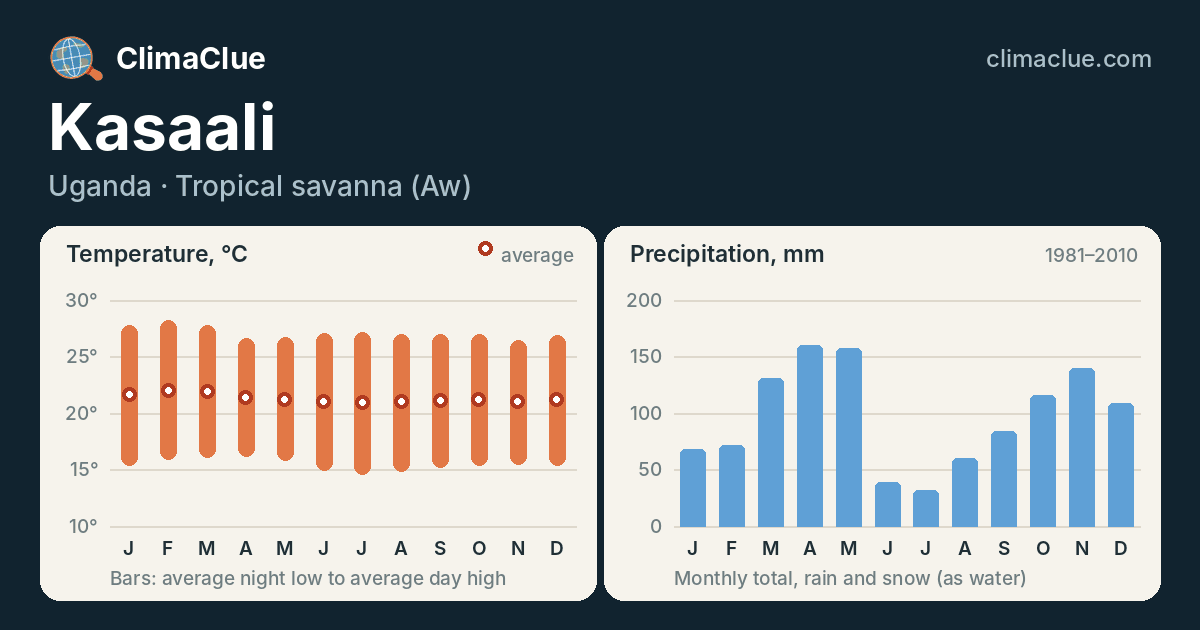 ClimaClue
climaclue.com
Kasaali
Uganda · Tropical savanna (Aw)
Temperature, °C
average
30°
25°
20°
15°
10°
J F M A M J J A S O N D
Bars: average night low to average day high
Precipitation, mm
1981–2010
200
150
100
50
0
J F M A M J J A S O N D
Monthly total, rain and snow (as water)